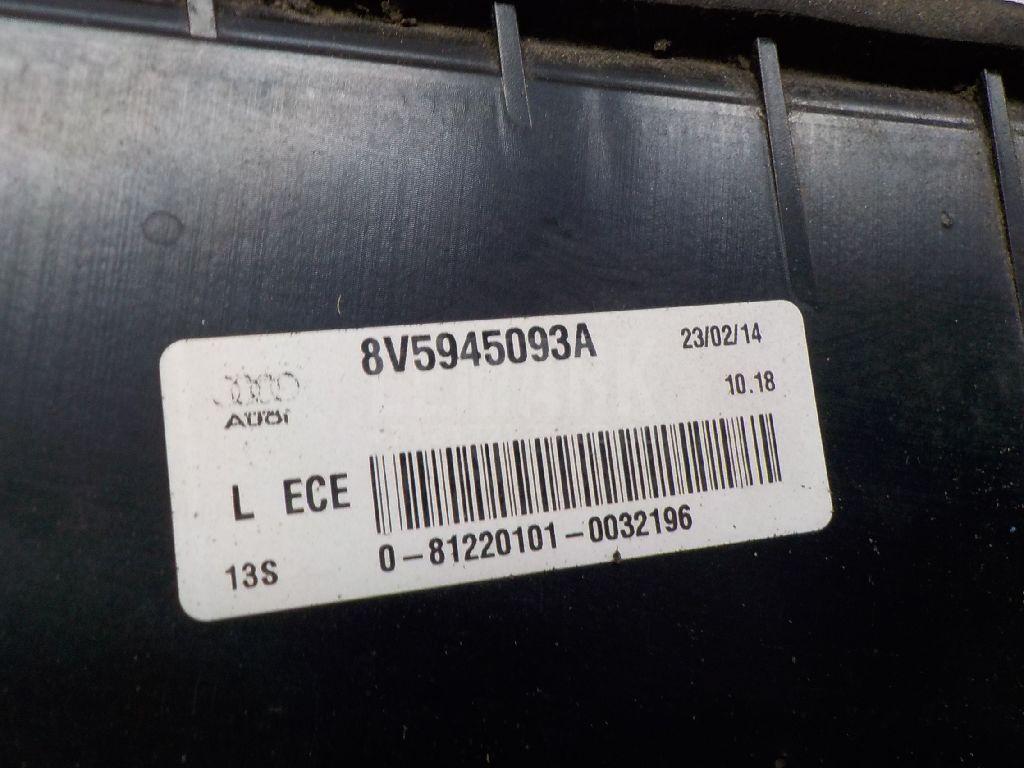 8V5945093A
23/02/14
10.18
AUDI
L ECE
0-81220101-0032196
13S